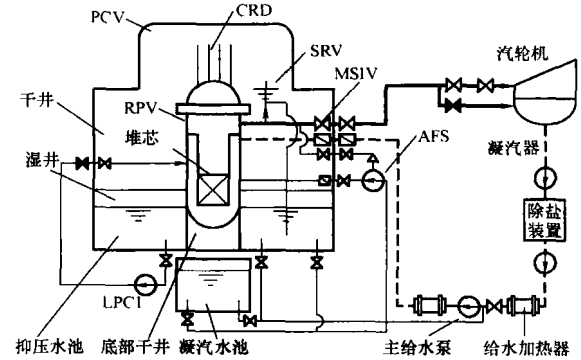 CRD
PCV
SRV
汽轮机
MSIV
干井
RPV
堆芯
AFS
湿井
凝汽器
除盐
装置
LPC1
抑压水池
底部干井
凝汽水池
主给水泵
给水加热器